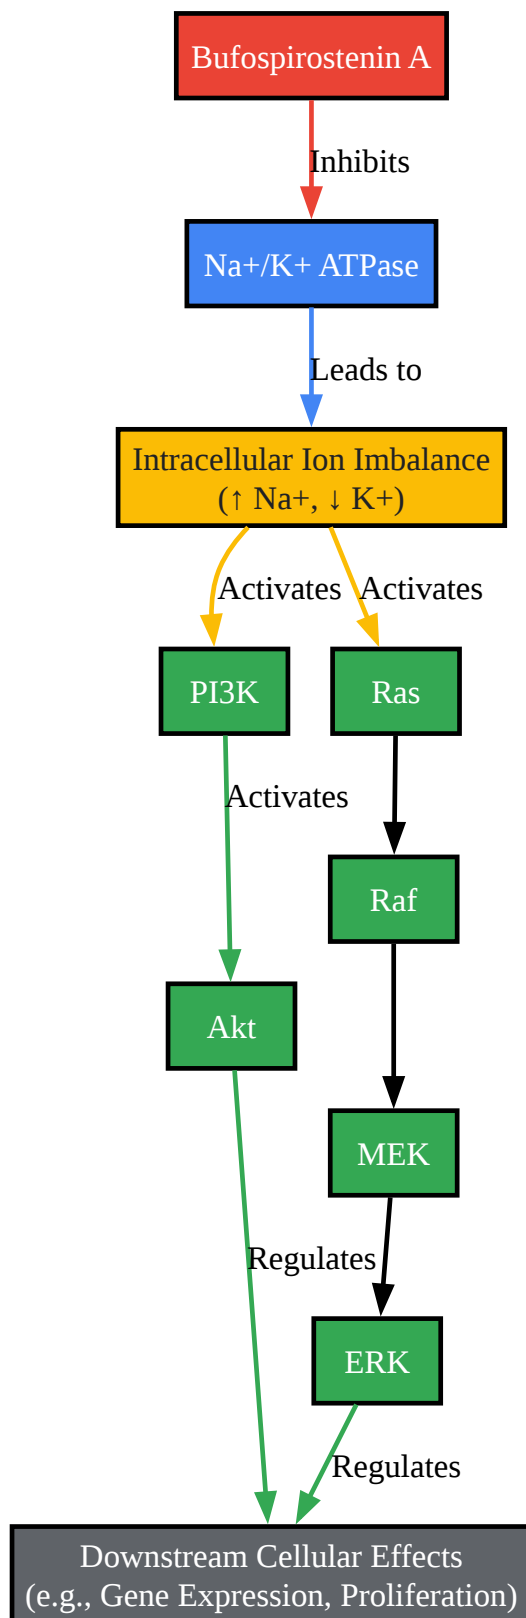 Bufospirostenin A
Inhibits
Na+/K+ ATPase
Leads to
Intracellular Ion Imbalance
(↑ Na+, ↓ K+)
Activates
Activates
PI3K
Ras
Activates
Raf
Akt
MEK
Regulates
ERK
Regulates
Downstream Cellular Effects
(e.g., Gene Expression, Proliferation)